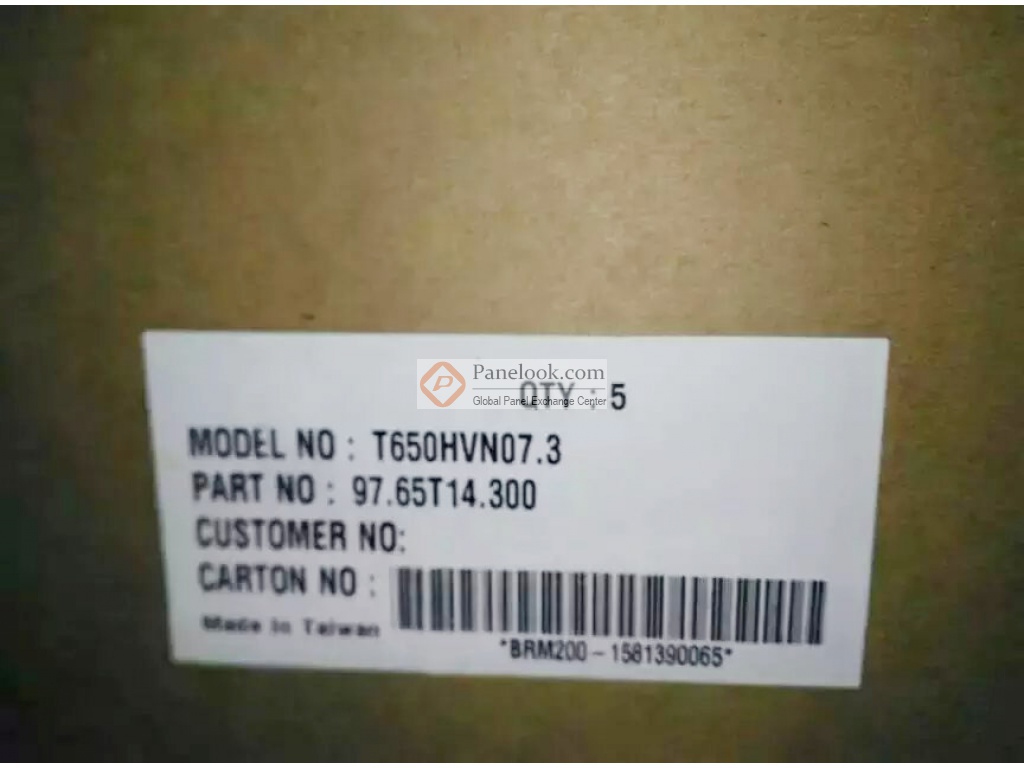 Panelook.com
Global Panel Exchange Center
QTY : 5
MODEL NO : T650HVN07.3
PART NO : 97.65T14.300
CUSTOMER NO:
CARTON NO :
*BRM200-1581390065*
Made in Taiwan